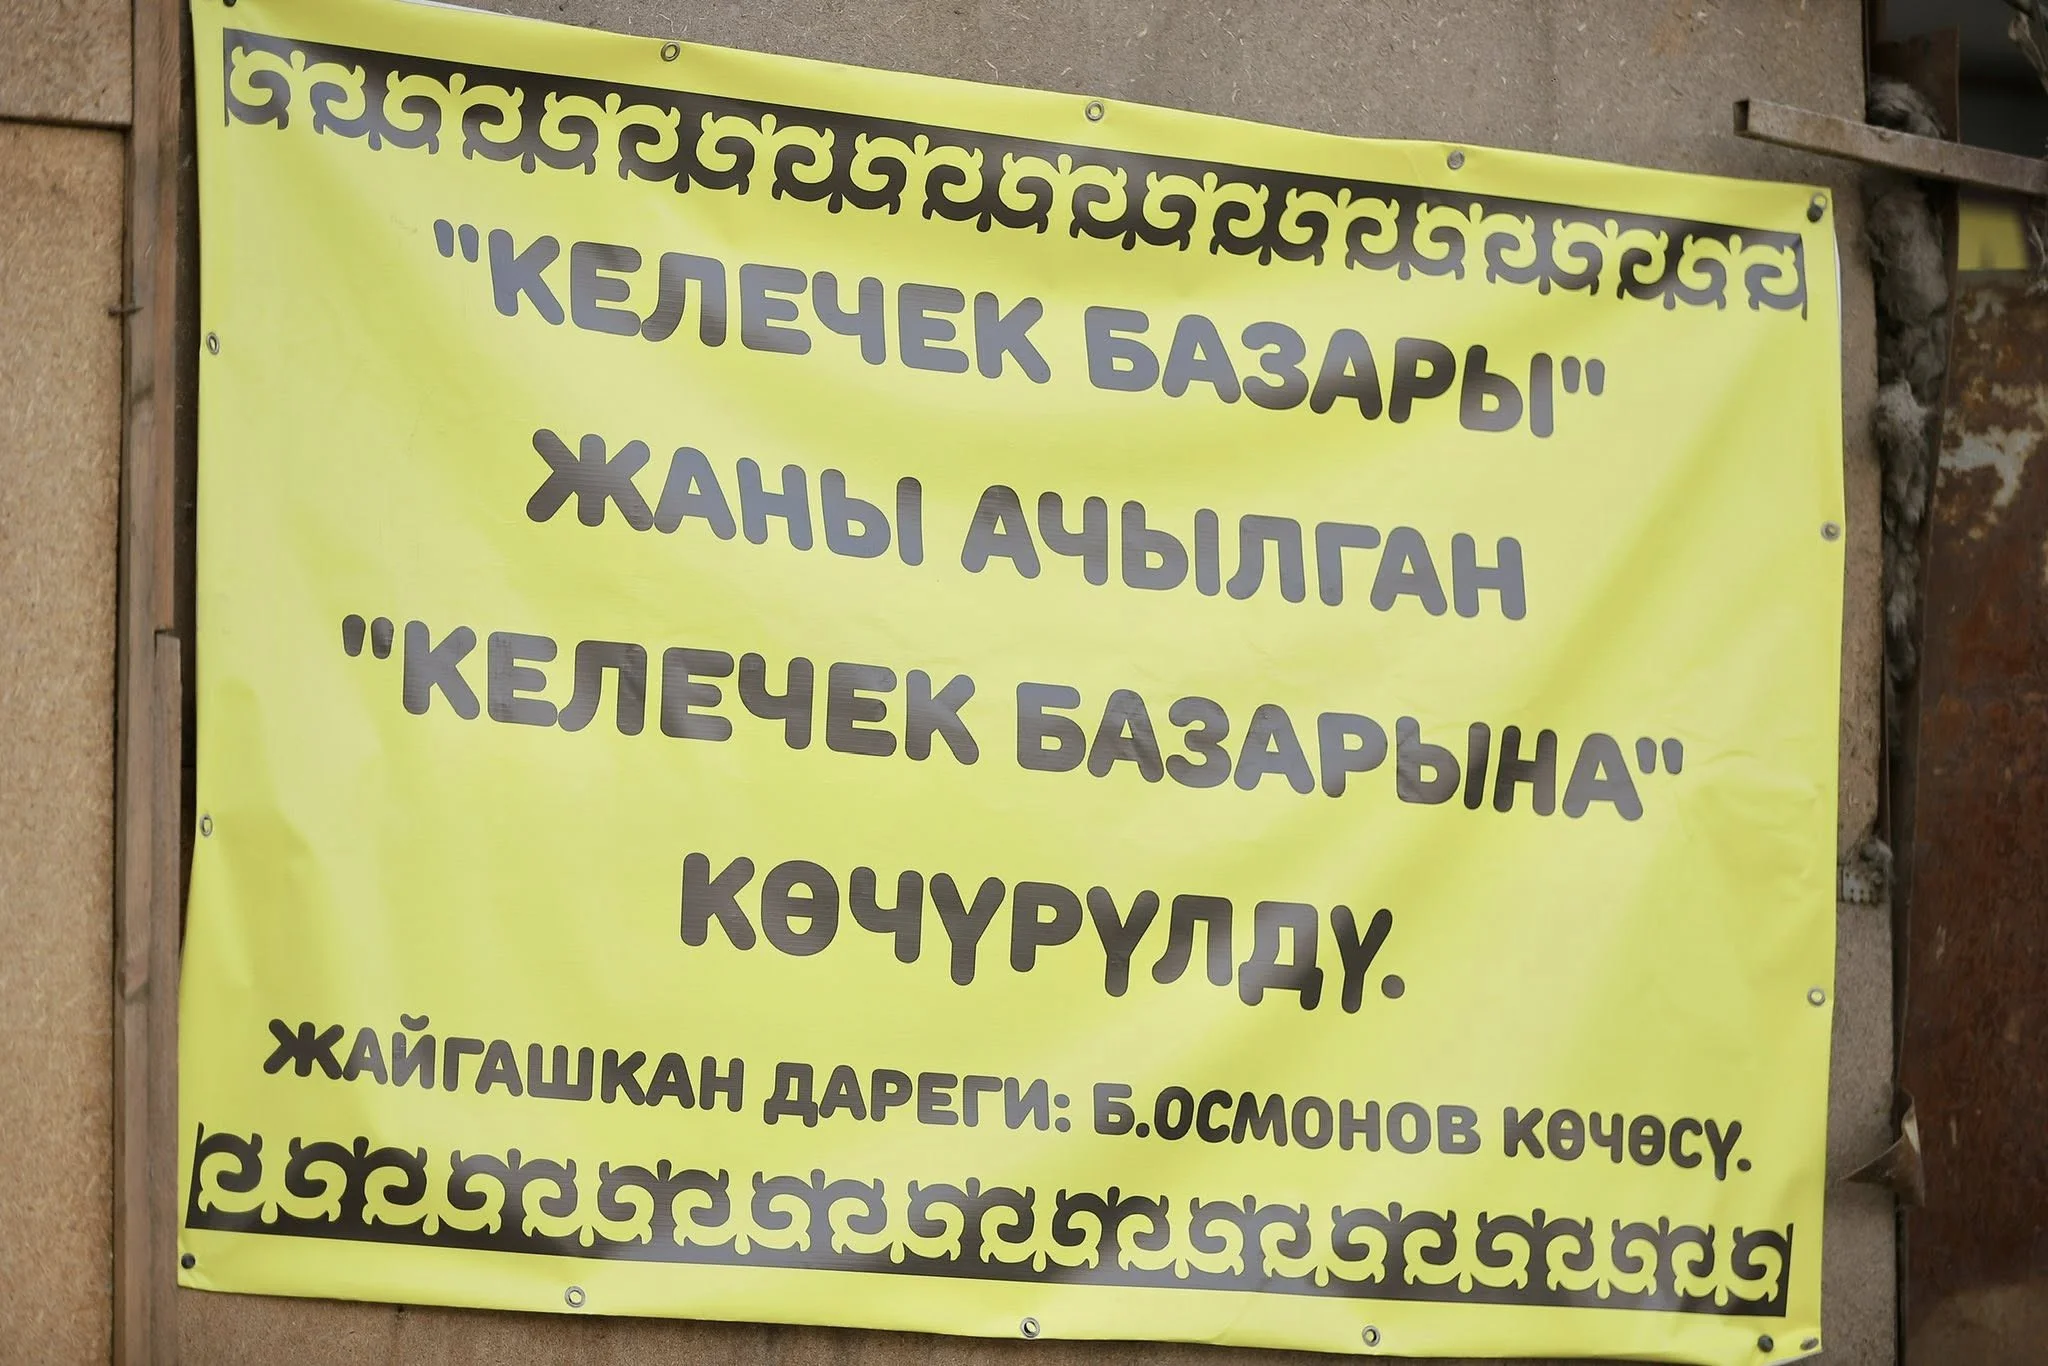 "КЕЛЕЧЕК БАЗАРЫ"
ЖАНЫ АЧЫЛГАН
"КЕЛЕЧЕК БАЗАРЫНА"
КӨЧҮРҮЛДҮ.
ЖАЙГАШКАН ДАРЕГИ: Б.ОСМОНОВ КӨЧӨСҮ.